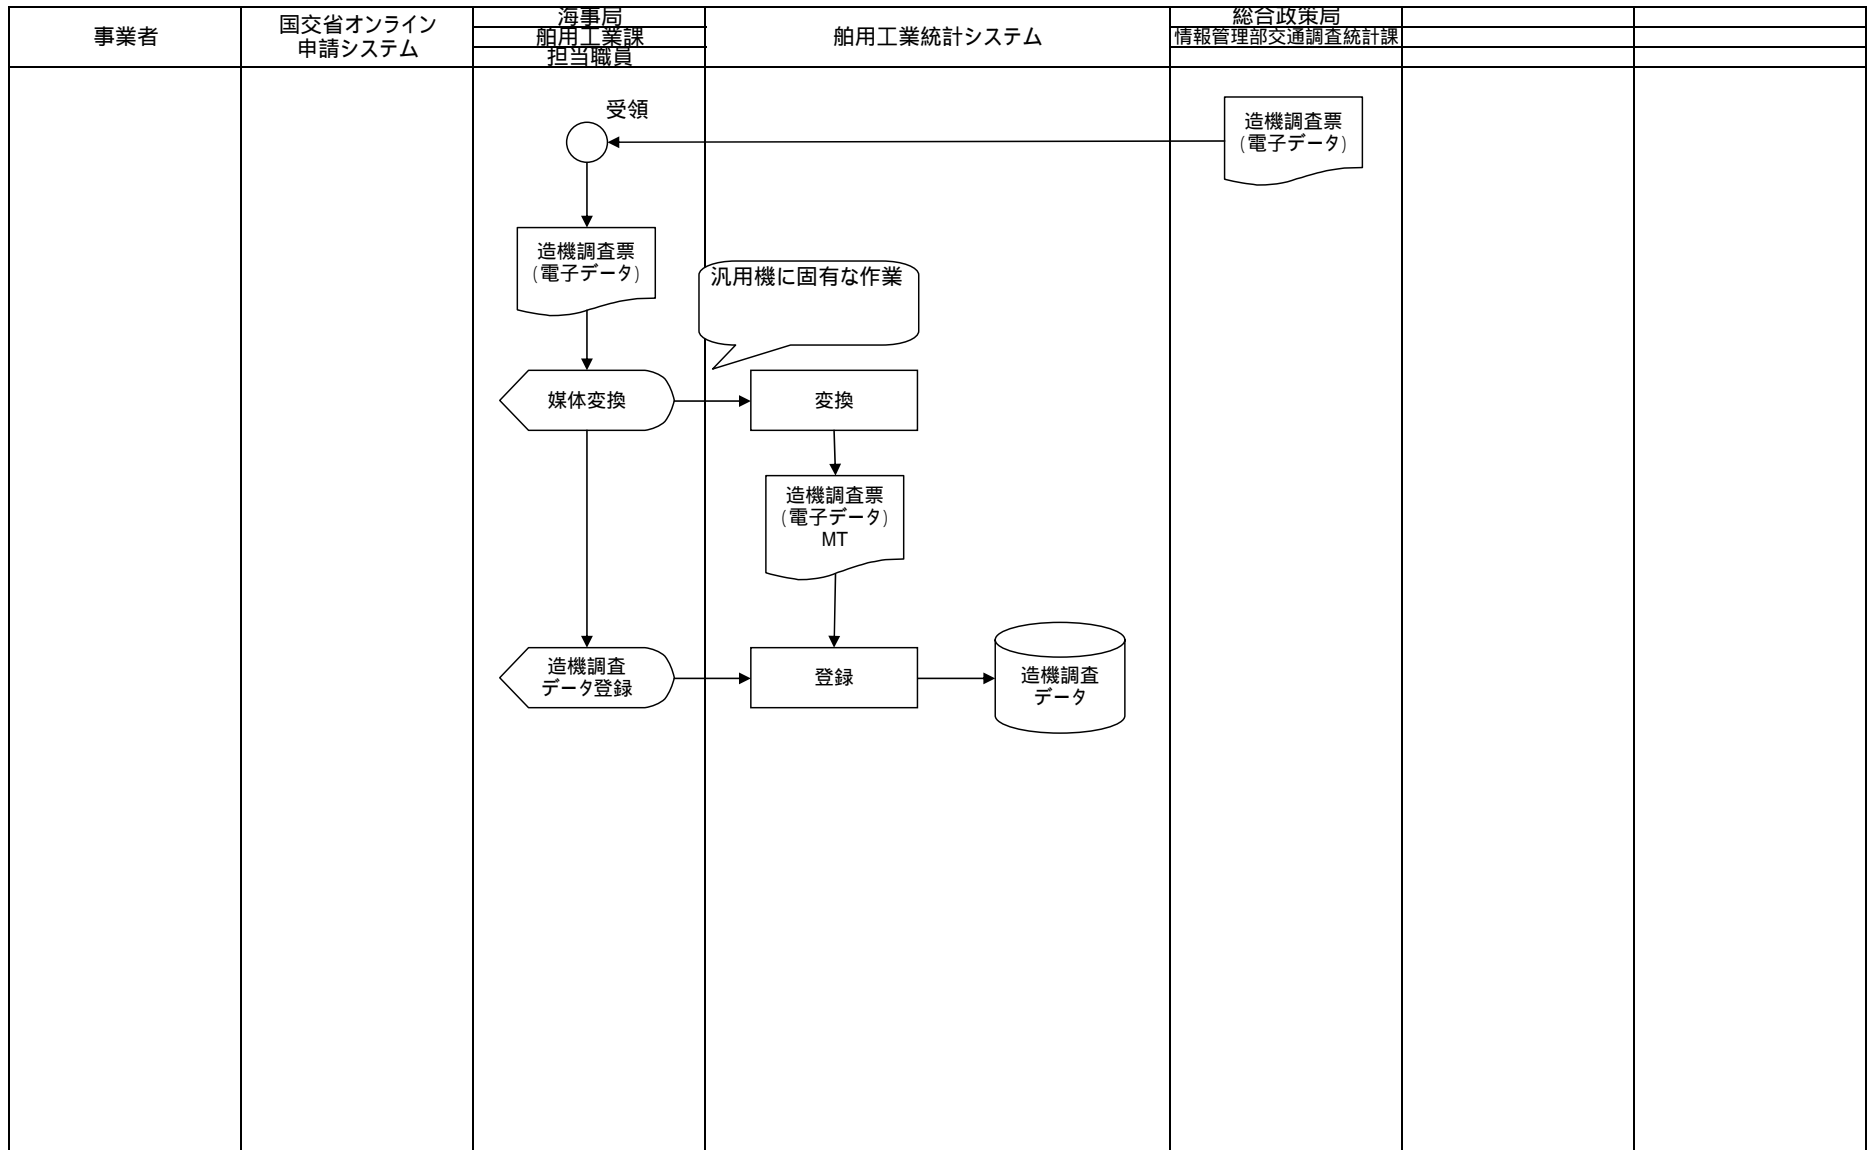 事業者
国交省オンライン
申請システム
海事局
舶用工業課
担当職員
舶用工業統計システム
総合政策局
情報管理部交通調査統計課
受領
造機調査票
(電子データ)
造機調査票
(電子データ)
汎用機に固有な作業
媒体変換
変換
造機調査票
(電子データ)
MT
造機調査
データ登録
登録
造機調査
データ